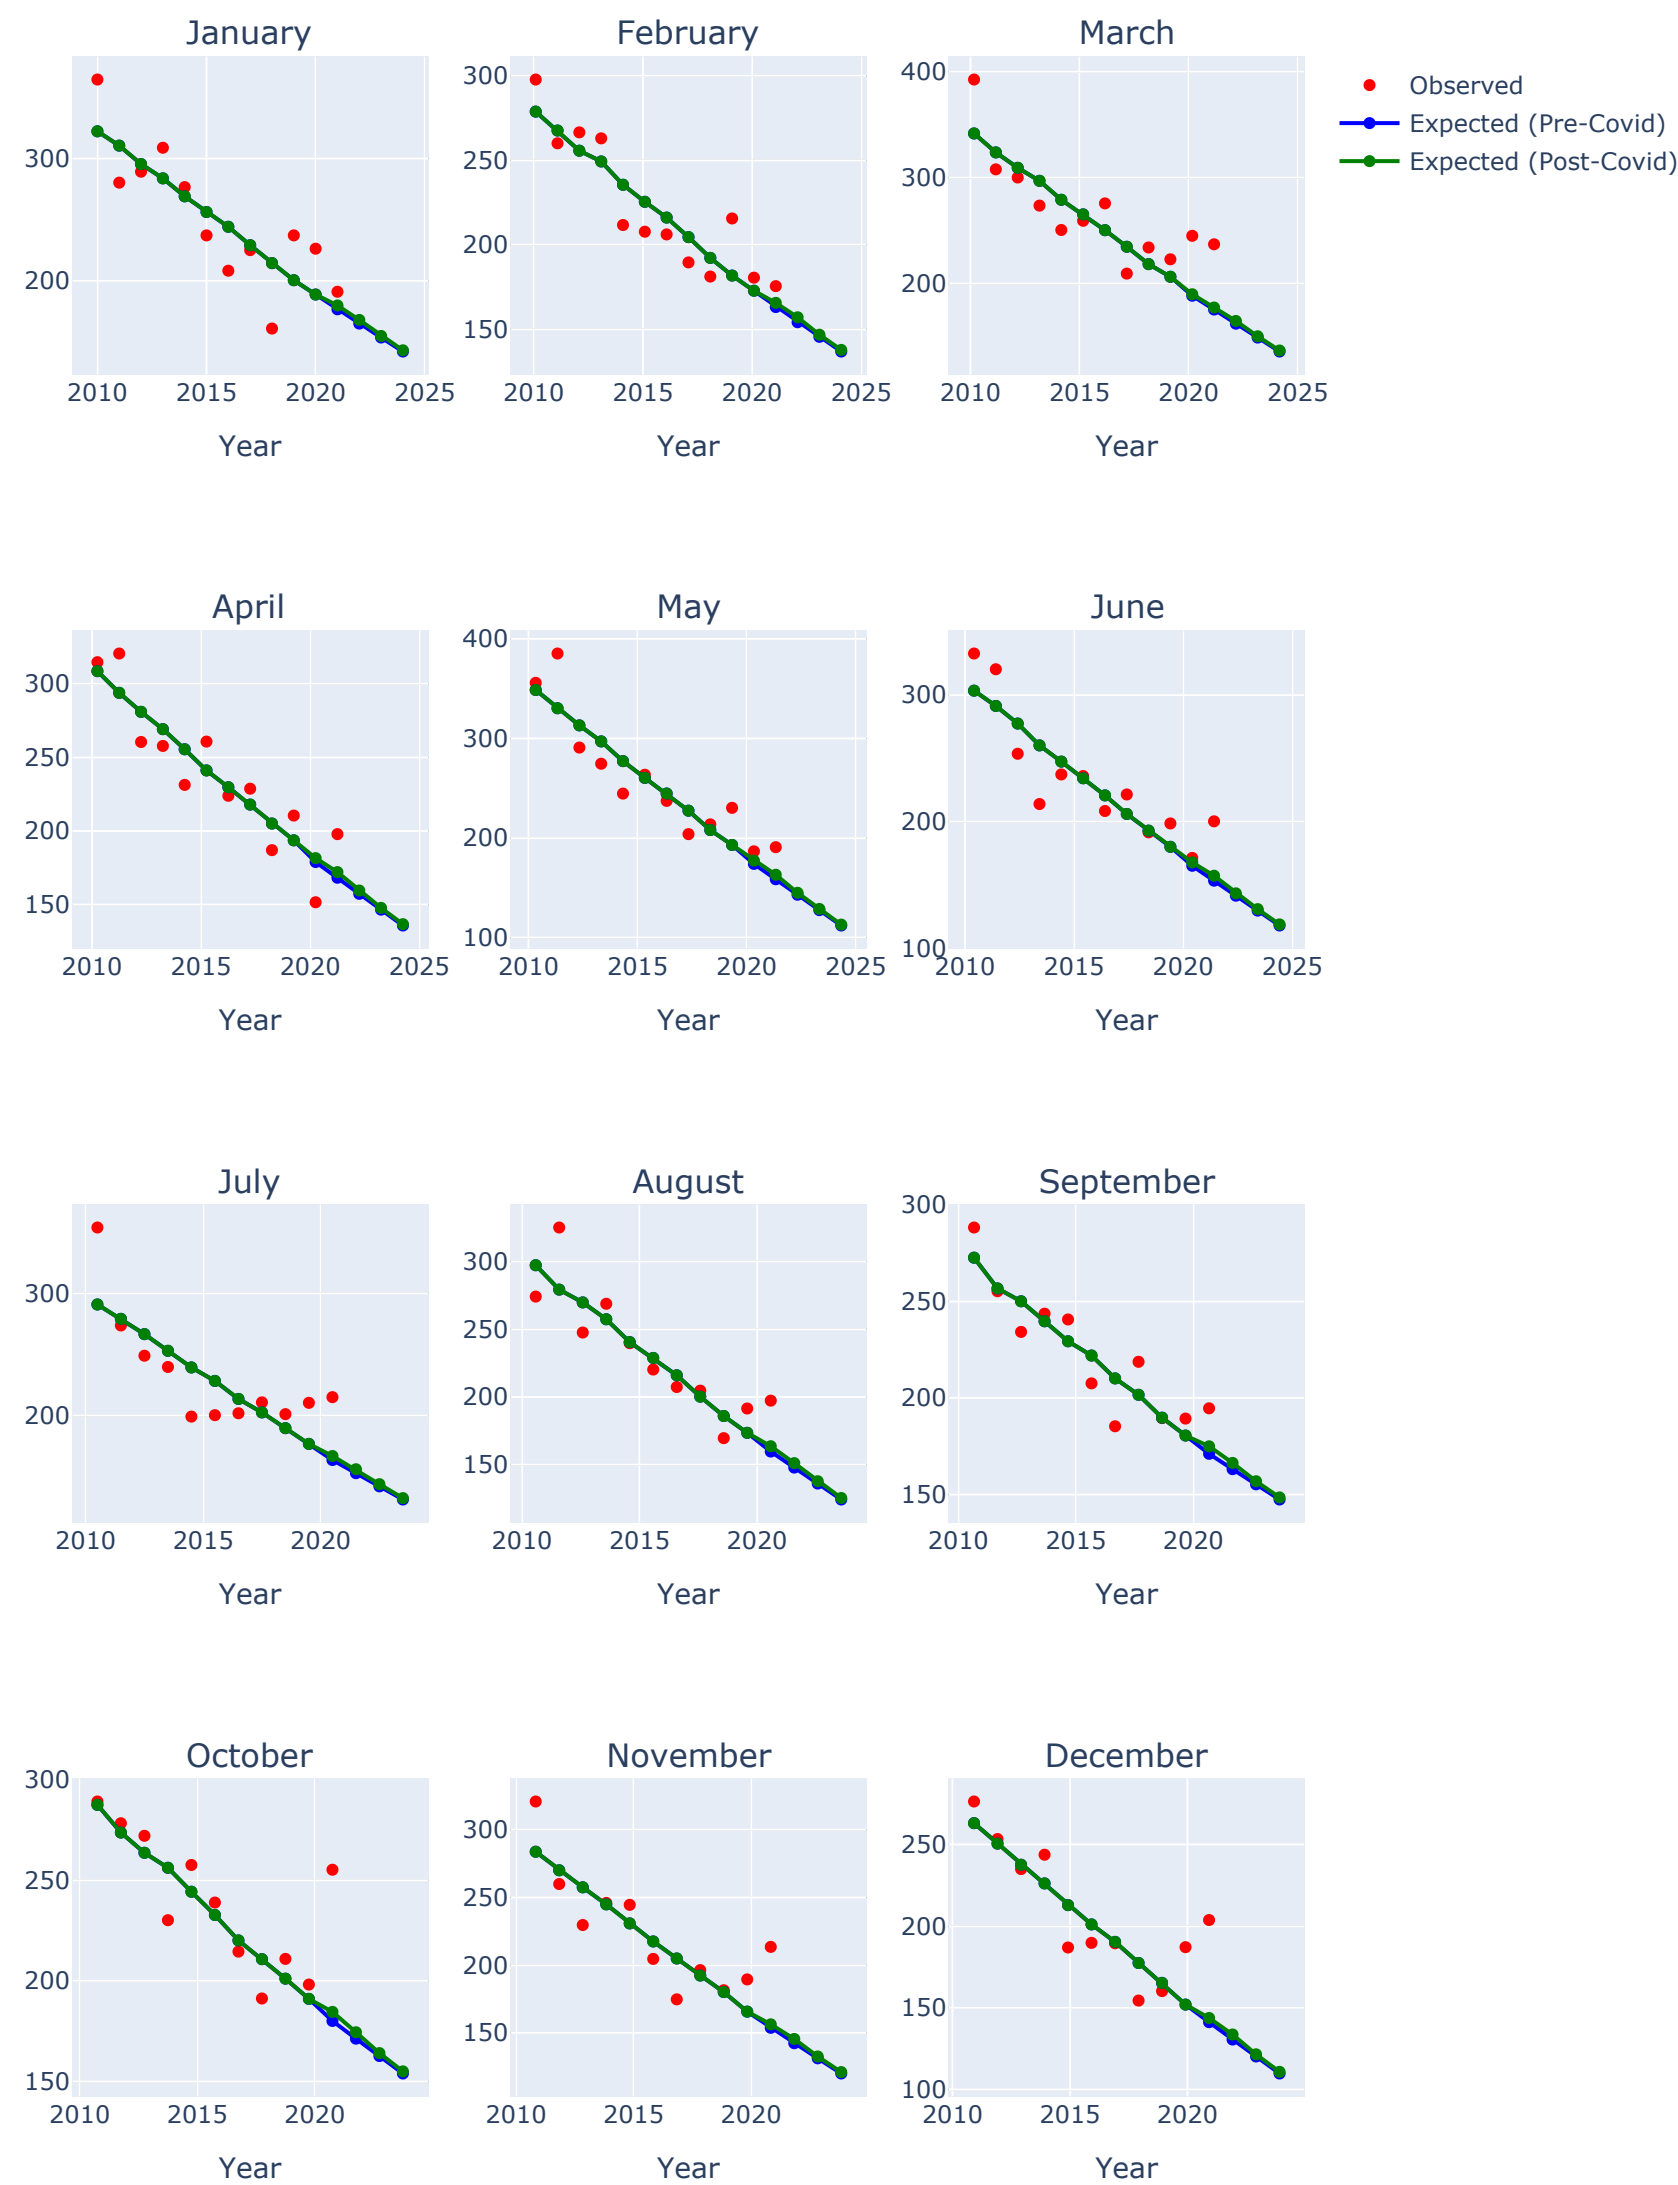 January February March
400
300
300
200
300
250
200
150
400
300
200
Observed
Expected (Pre-Covid)
Expected (Post-Covid)
2010 2015 2020 2025 2010 2015 2020 2025 2010 2015 2020 2025
Year Year Year
April May June
300
250
200
150
400
300
200
100
300
200
100
2010 2015 2020 2025 2010 2015 2020 2025 2010 2015 2020 2025
Year Year Year
July August September
300
200
300
250
200
150
300
250
200
150
2010 2015 2020 2010 2015 2020 2010 2015 2020
Year Year Year
October November December
300
250
200
150
300
250
200
150
250
200
150
100
2010 2015 2020 2010 2015 2020 2010 2015 2020
Year Year Year